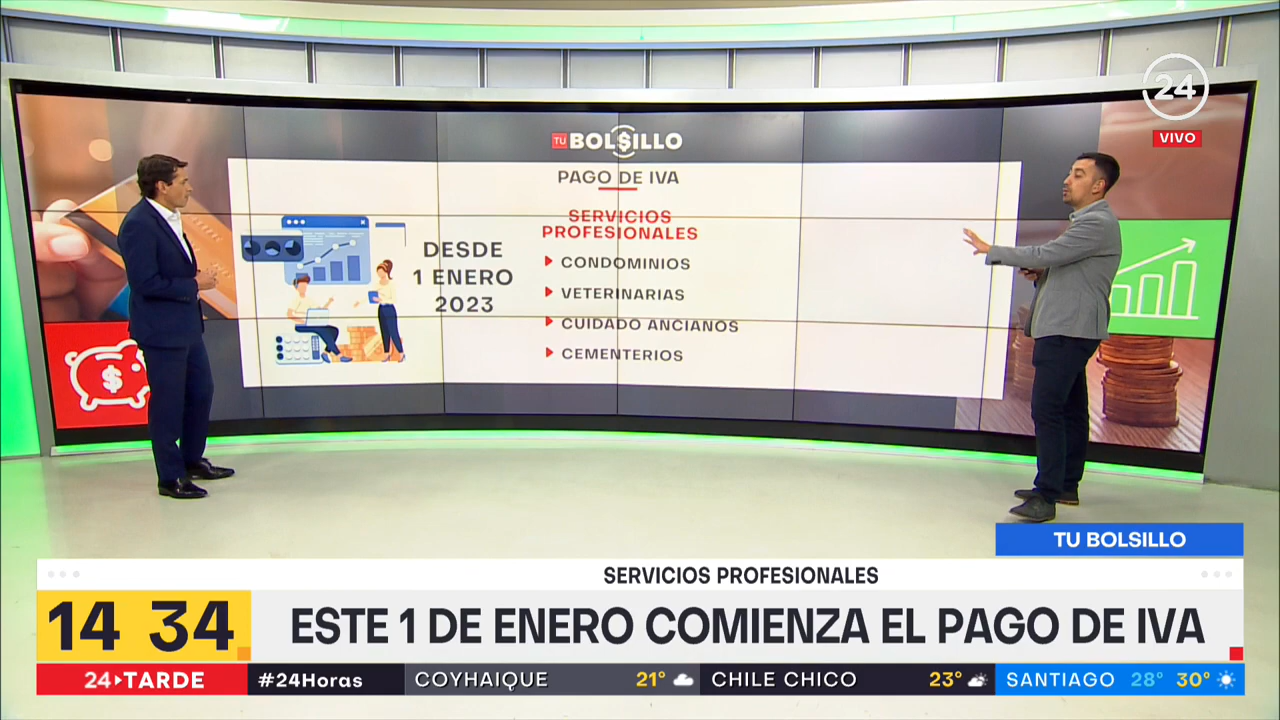 24
VIVO
TU BOL$ILLO
PAGO DE IVA
SERVICIOS
PROFESIONALES
DESDE
1 ENERO
2023
CONDOMINIOS
VETERINARIAS
CUIDADO ANCIANOS
CEMENTERIOS
$
TU BOLSILLO
SERVICIOS PROFESIONALES
14 34
ESTE 1 DE ENERO COMIENZA EL PAGO DE IVA
24 TARDE
#24Horas
COYHAIQUE 21°
CHILE CHICO 23°
SANTIAGO 28° 30°